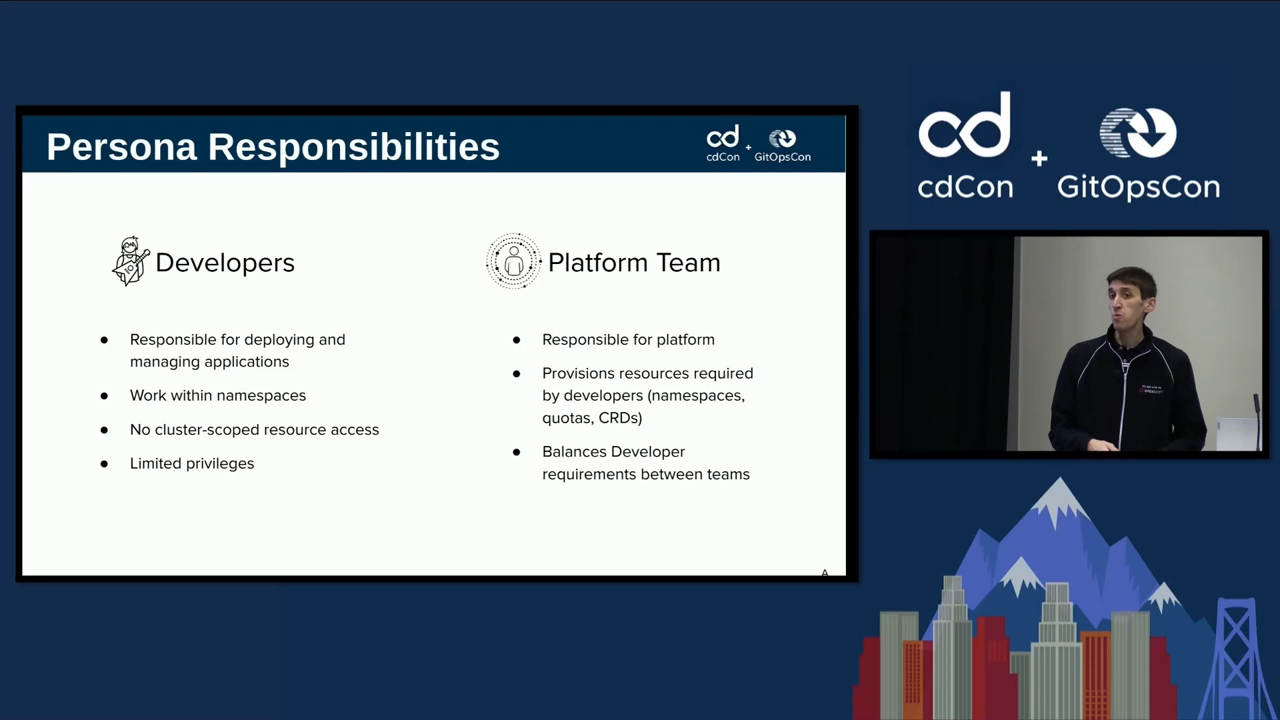 Persona Responsibilities
cd
cdCon
+
GitOpsCon
Developers
● Responsible for deploying and
managing applications
● Work within namespaces
● No cluster-scoped resource access
● Limited privileges
Platform Team
● Responsible for platform
● Provisions resources required
by developers (namespaces,
quotas, CRDs)
● Balances Developer
requirements between teams
A
cd
cdCon
+
GitOpsCon